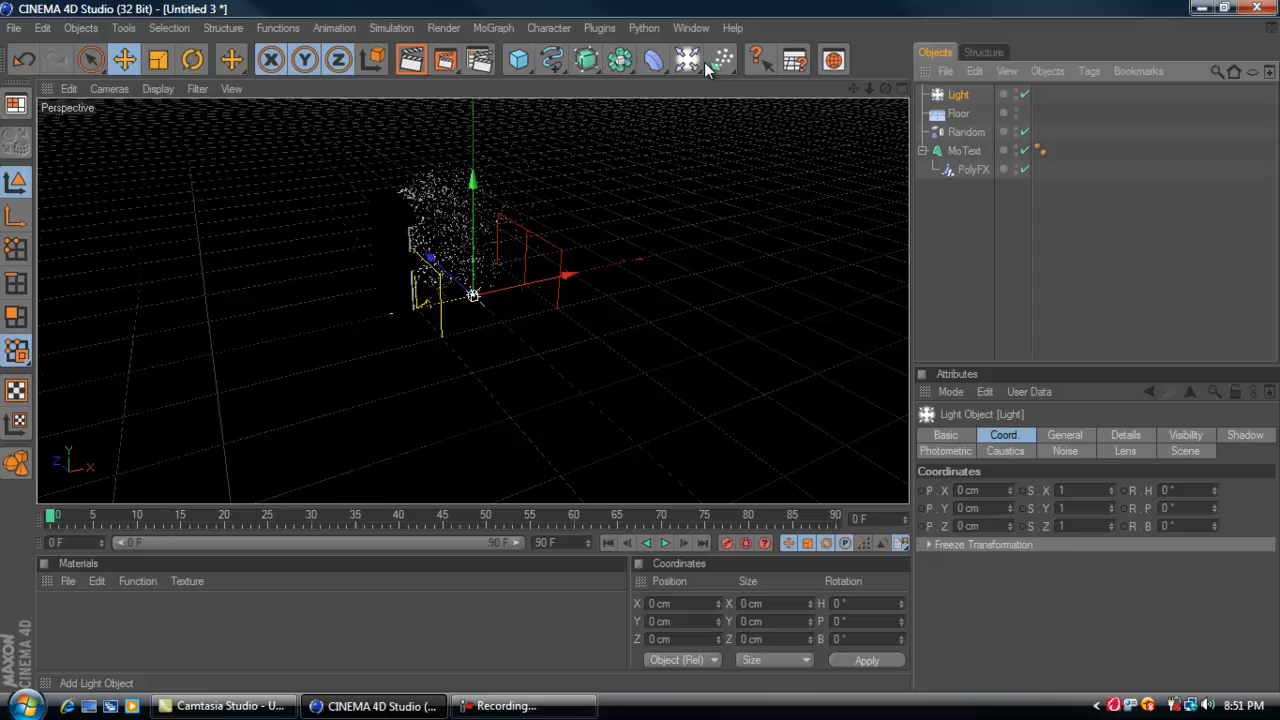 CINEMA 4D Studio (32 Bit) - [Untitled 3 *]
File Edit Objects Tools Selection Structure Functions Animation Simulation Render MoGraph Character Plugins Python Window Help
Objects Structure
File Edit View Objects Tags Bookmarks
Edit Cameras Display Filter View
Perspective
Light
Floor
Random
MoText
PolyFX
Y
Z
X
Attributes
Mode Edit User Data
Light Object [Light]
Basic Coord. General Details Visibility Shadow
Photometric Caustics Noise Lens Scene
Coordinates
P . X 0 cm S . X 1 R . H 0 °
P . Y 0 cm S . Y 1 R . P 0 °
P . Z 0 cm S . Z 1 R . B 0 °
Freeze Transformation
0 5 10 15 20 25 30 35 40 45 50 55 60 65 70 75 80 85 90 0 F
0 F 0 F 90 F 90 F
Materials
File Edit Function Texture
Coordinates
Position Size Rotation
X 0 cm X 0 cm H 0 °
Y 0 cm Y 0 cm P 0 °
Z 0 cm Z 0 cm B 0 °
Object (Rel) Size Apply
MAXON
CINEMA 4D
Add Light Object
Camtasia Studio - U... CINEMA 4D Studio (... Recording... 8:51 PM